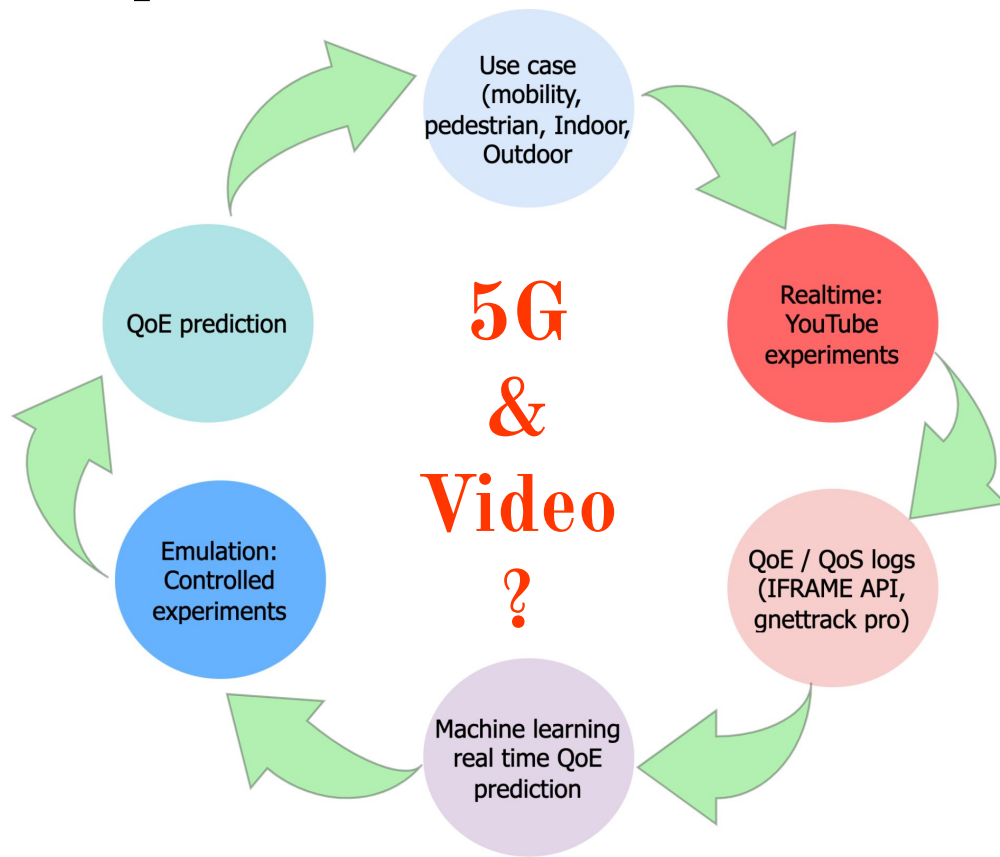 Use case
(mobility,
pedestrian, Indoor,
Outdoor
Realtime:
YouTube
experiments
QoE / QoS logs
(IFRAME API,
gnettrack pro)
Machine learning
real time QoE
prediction
Emulation:
Controlled
experiments
QoE prediction
5G
&
Video
?